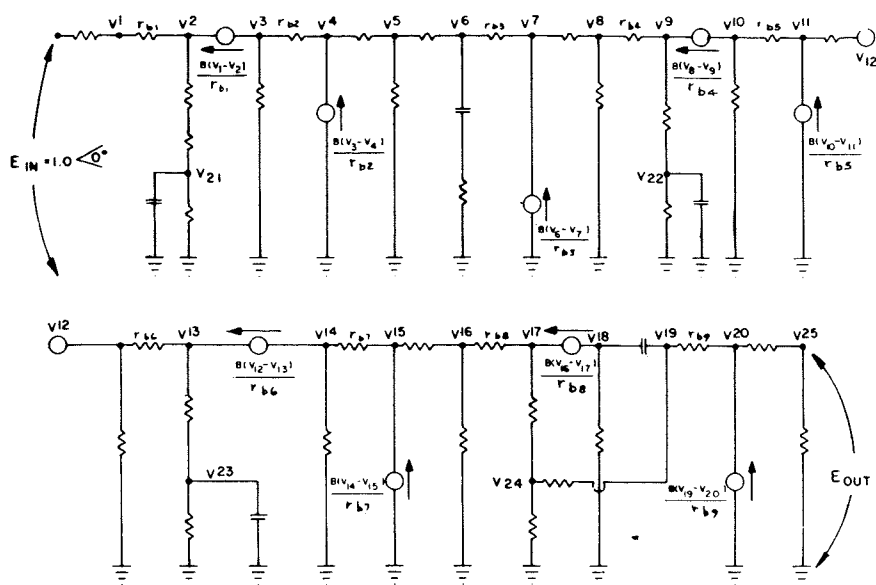 V1 rb1 V2 V3 rb2 V4 V5 V6 rb3 V7 V8 rb4 V9 V10 rb5 V11
V12
B(V1-V2)
rb1
B(V8-V9)
rb4
B(V3-V4)
rb2
B(V10-V11)
rb5
EIN = 1.0 ∠0°
V21
V22
B(V6-V7)
rb3
V12 rb6 V13 V14 rb7 V15 V16 rb8 V17 V18 V19 rb9 V20 V25
B(V12-V13)
rb6
B(V16-V17)
rb8
V23
V24
B(V14-V15)
rb7
B(V19-V20)
rb9
EOUT